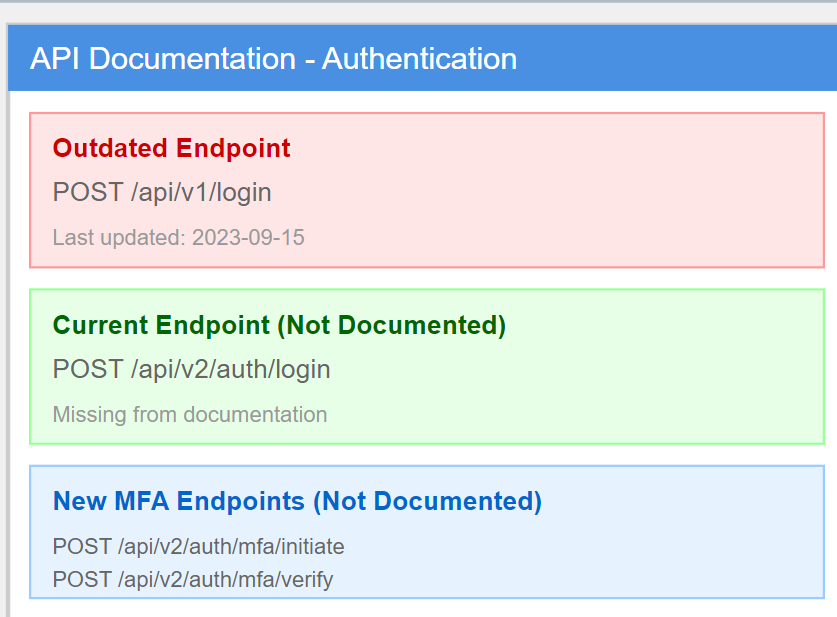 API Documentation - Authentication
Outdated Endpoint
POST /api/v1/login
Last updated: 2023-09-15
Current Endpoint (Not Documented)
POST /api/v2/auth/login
Missing from documentation
New MFA Endpoints (Not Documented)
POST /api/v2/auth/mfa/initiate
POST /api/v2/auth/mfa/verify